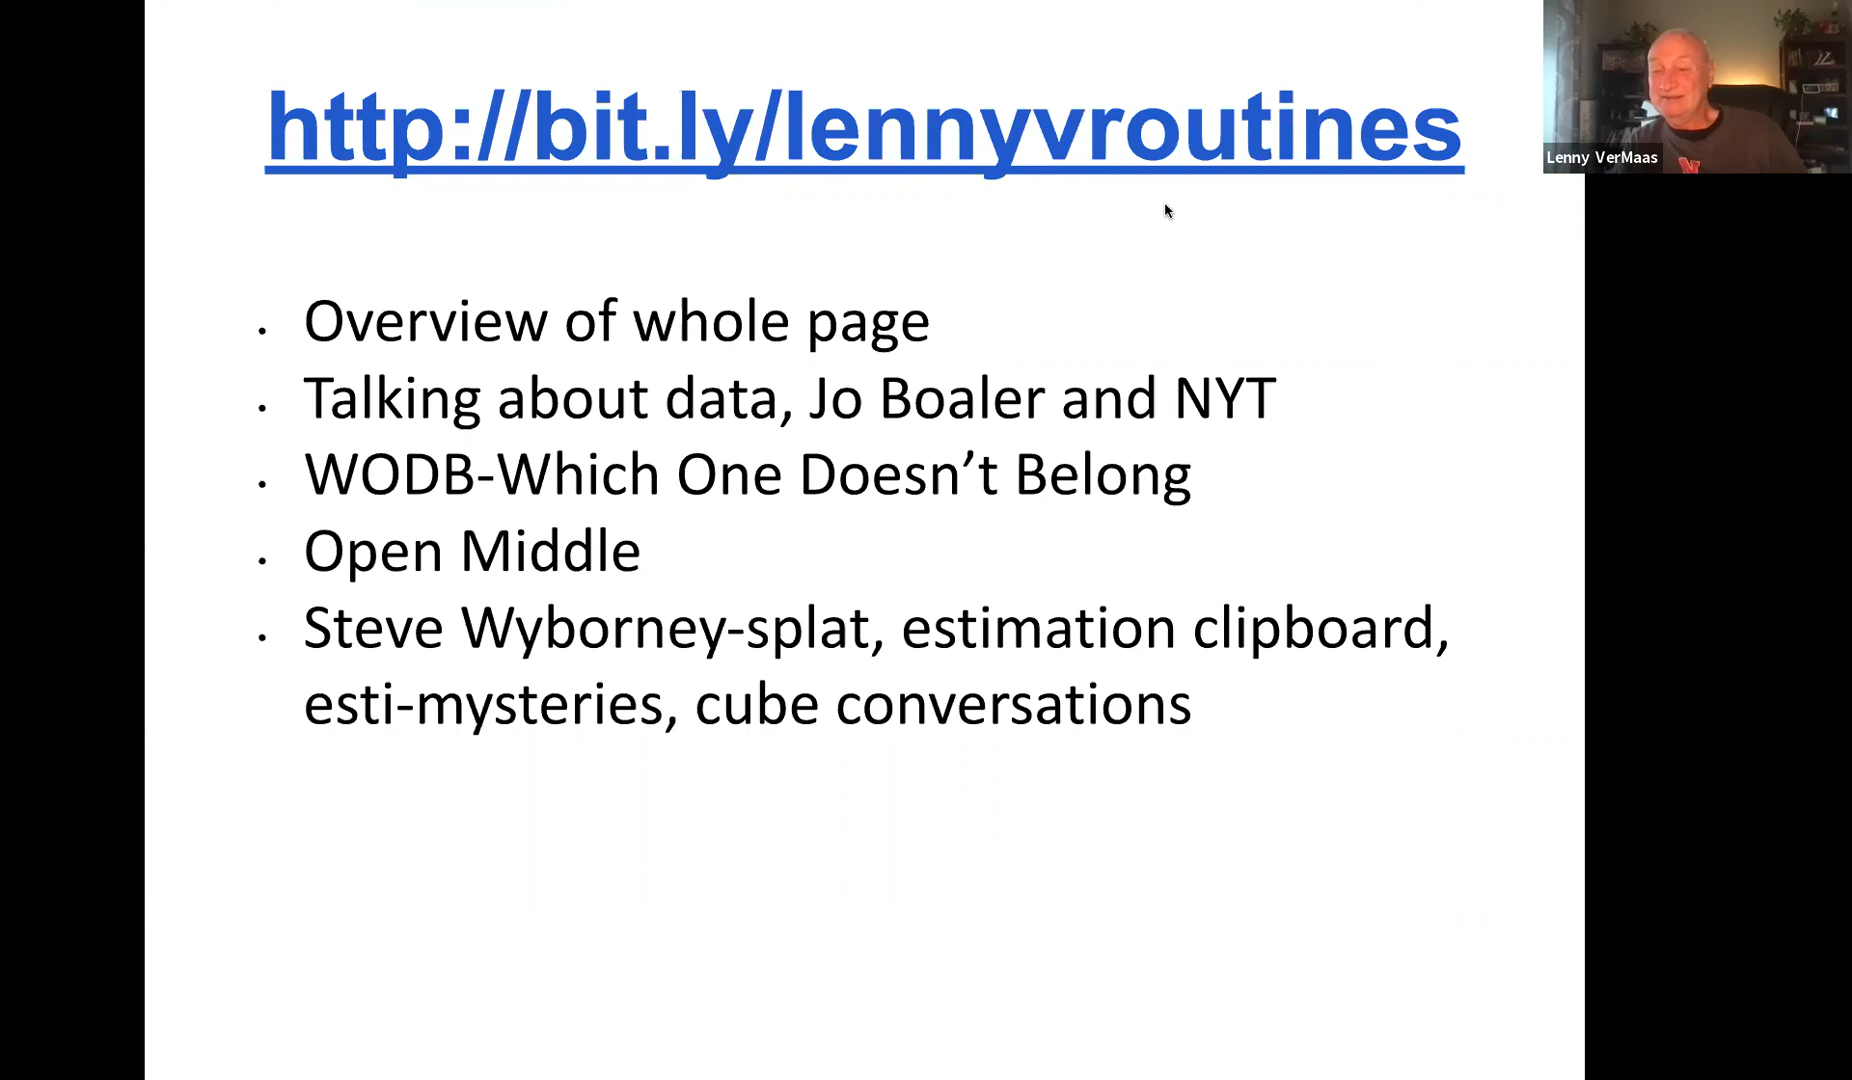 http://bit.ly/lennyvroutines
Lenny VerMaas
N
• Overview of whole page
• Talking about data, Jo Boaler and NYT
• WODB-Which One Doesn’t Belong
• Open Middle
• Steve Wyborney-splat, estimation clipboard,
esti-mysteries, cube conversations